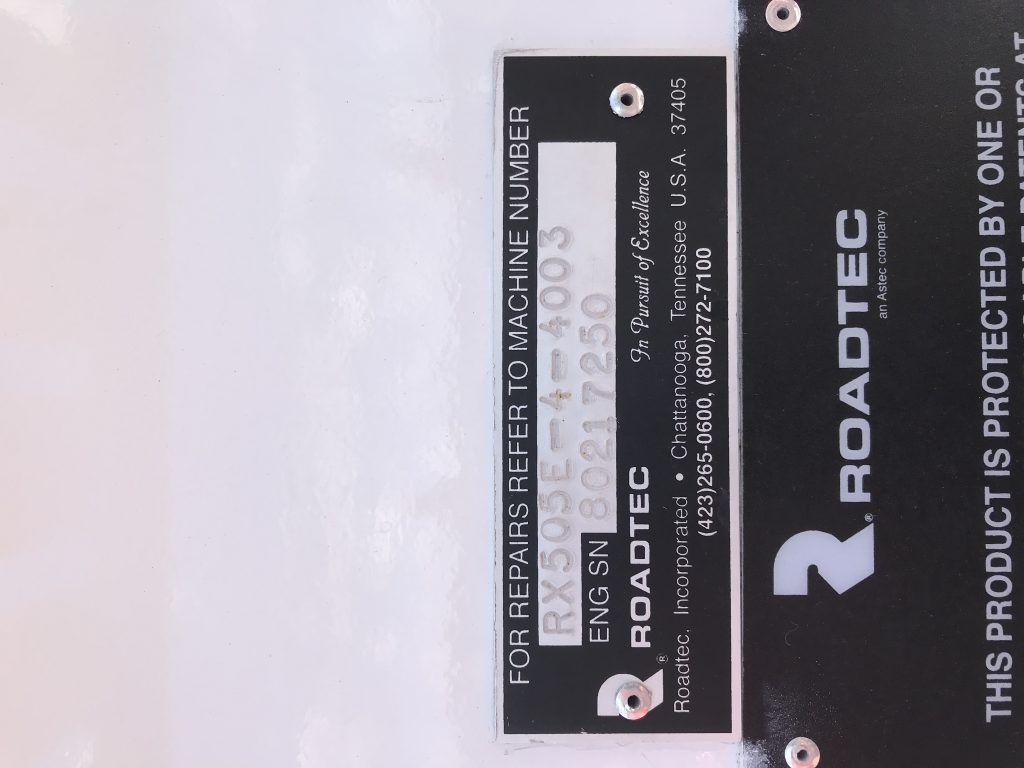 FOR REPAIRS REFER TO MACHINE NUMBER
RX505E-4-4003
ENG SN 80217250
ROADTEC®
In Pursuit of Excellence
Roadtec. Incorporated • Chattanooga, Tennessee U.S.A. 37405
(423)265-0600, (800)272-7100
ROADTEC®
an Astec company
THIS PRODUCT IS PROTECTED BY ONE OR
PATENTS AT